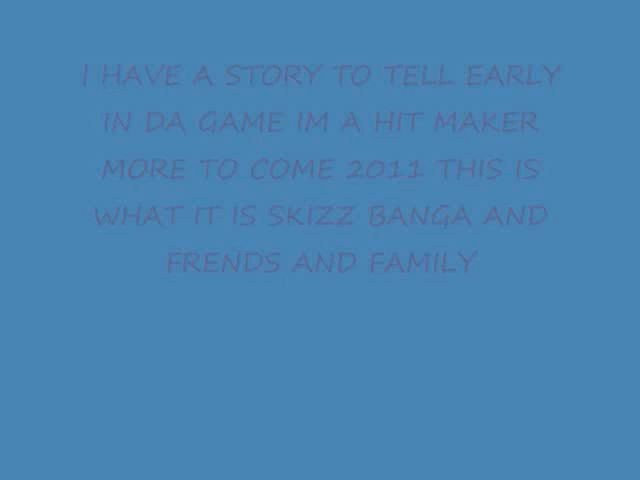 I HAVE A STORY TO TELL EARLY
IN DA GAME IM A HIT MAKER
MORE TO COME 2011 THIS IS
WHAT IT IS SKIZZ BANGA AND
FRENDS AND FAMILY